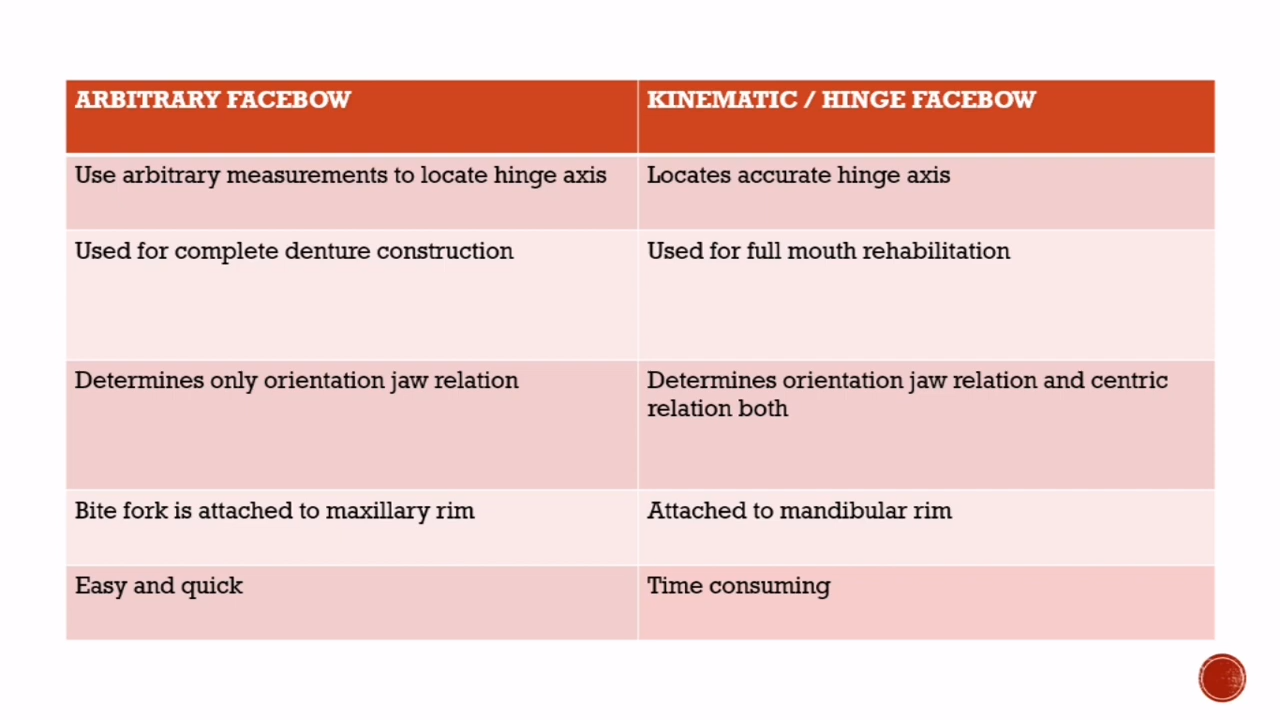 ARBITRARY FACEBOW
KINEMATIC / HINGE FACEBOW
Use arbitrary measurements to locate hinge axis
Locates accurate hinge axis
Used for complete denture construction
Used for full mouth rehabilitation
Determines only orientation jaw relation
Determines orientation jaw relation and centric
relation both
Bite fork is attached to maxillary rim
Attached to mandibular rim
Easy and quick
Time consuming